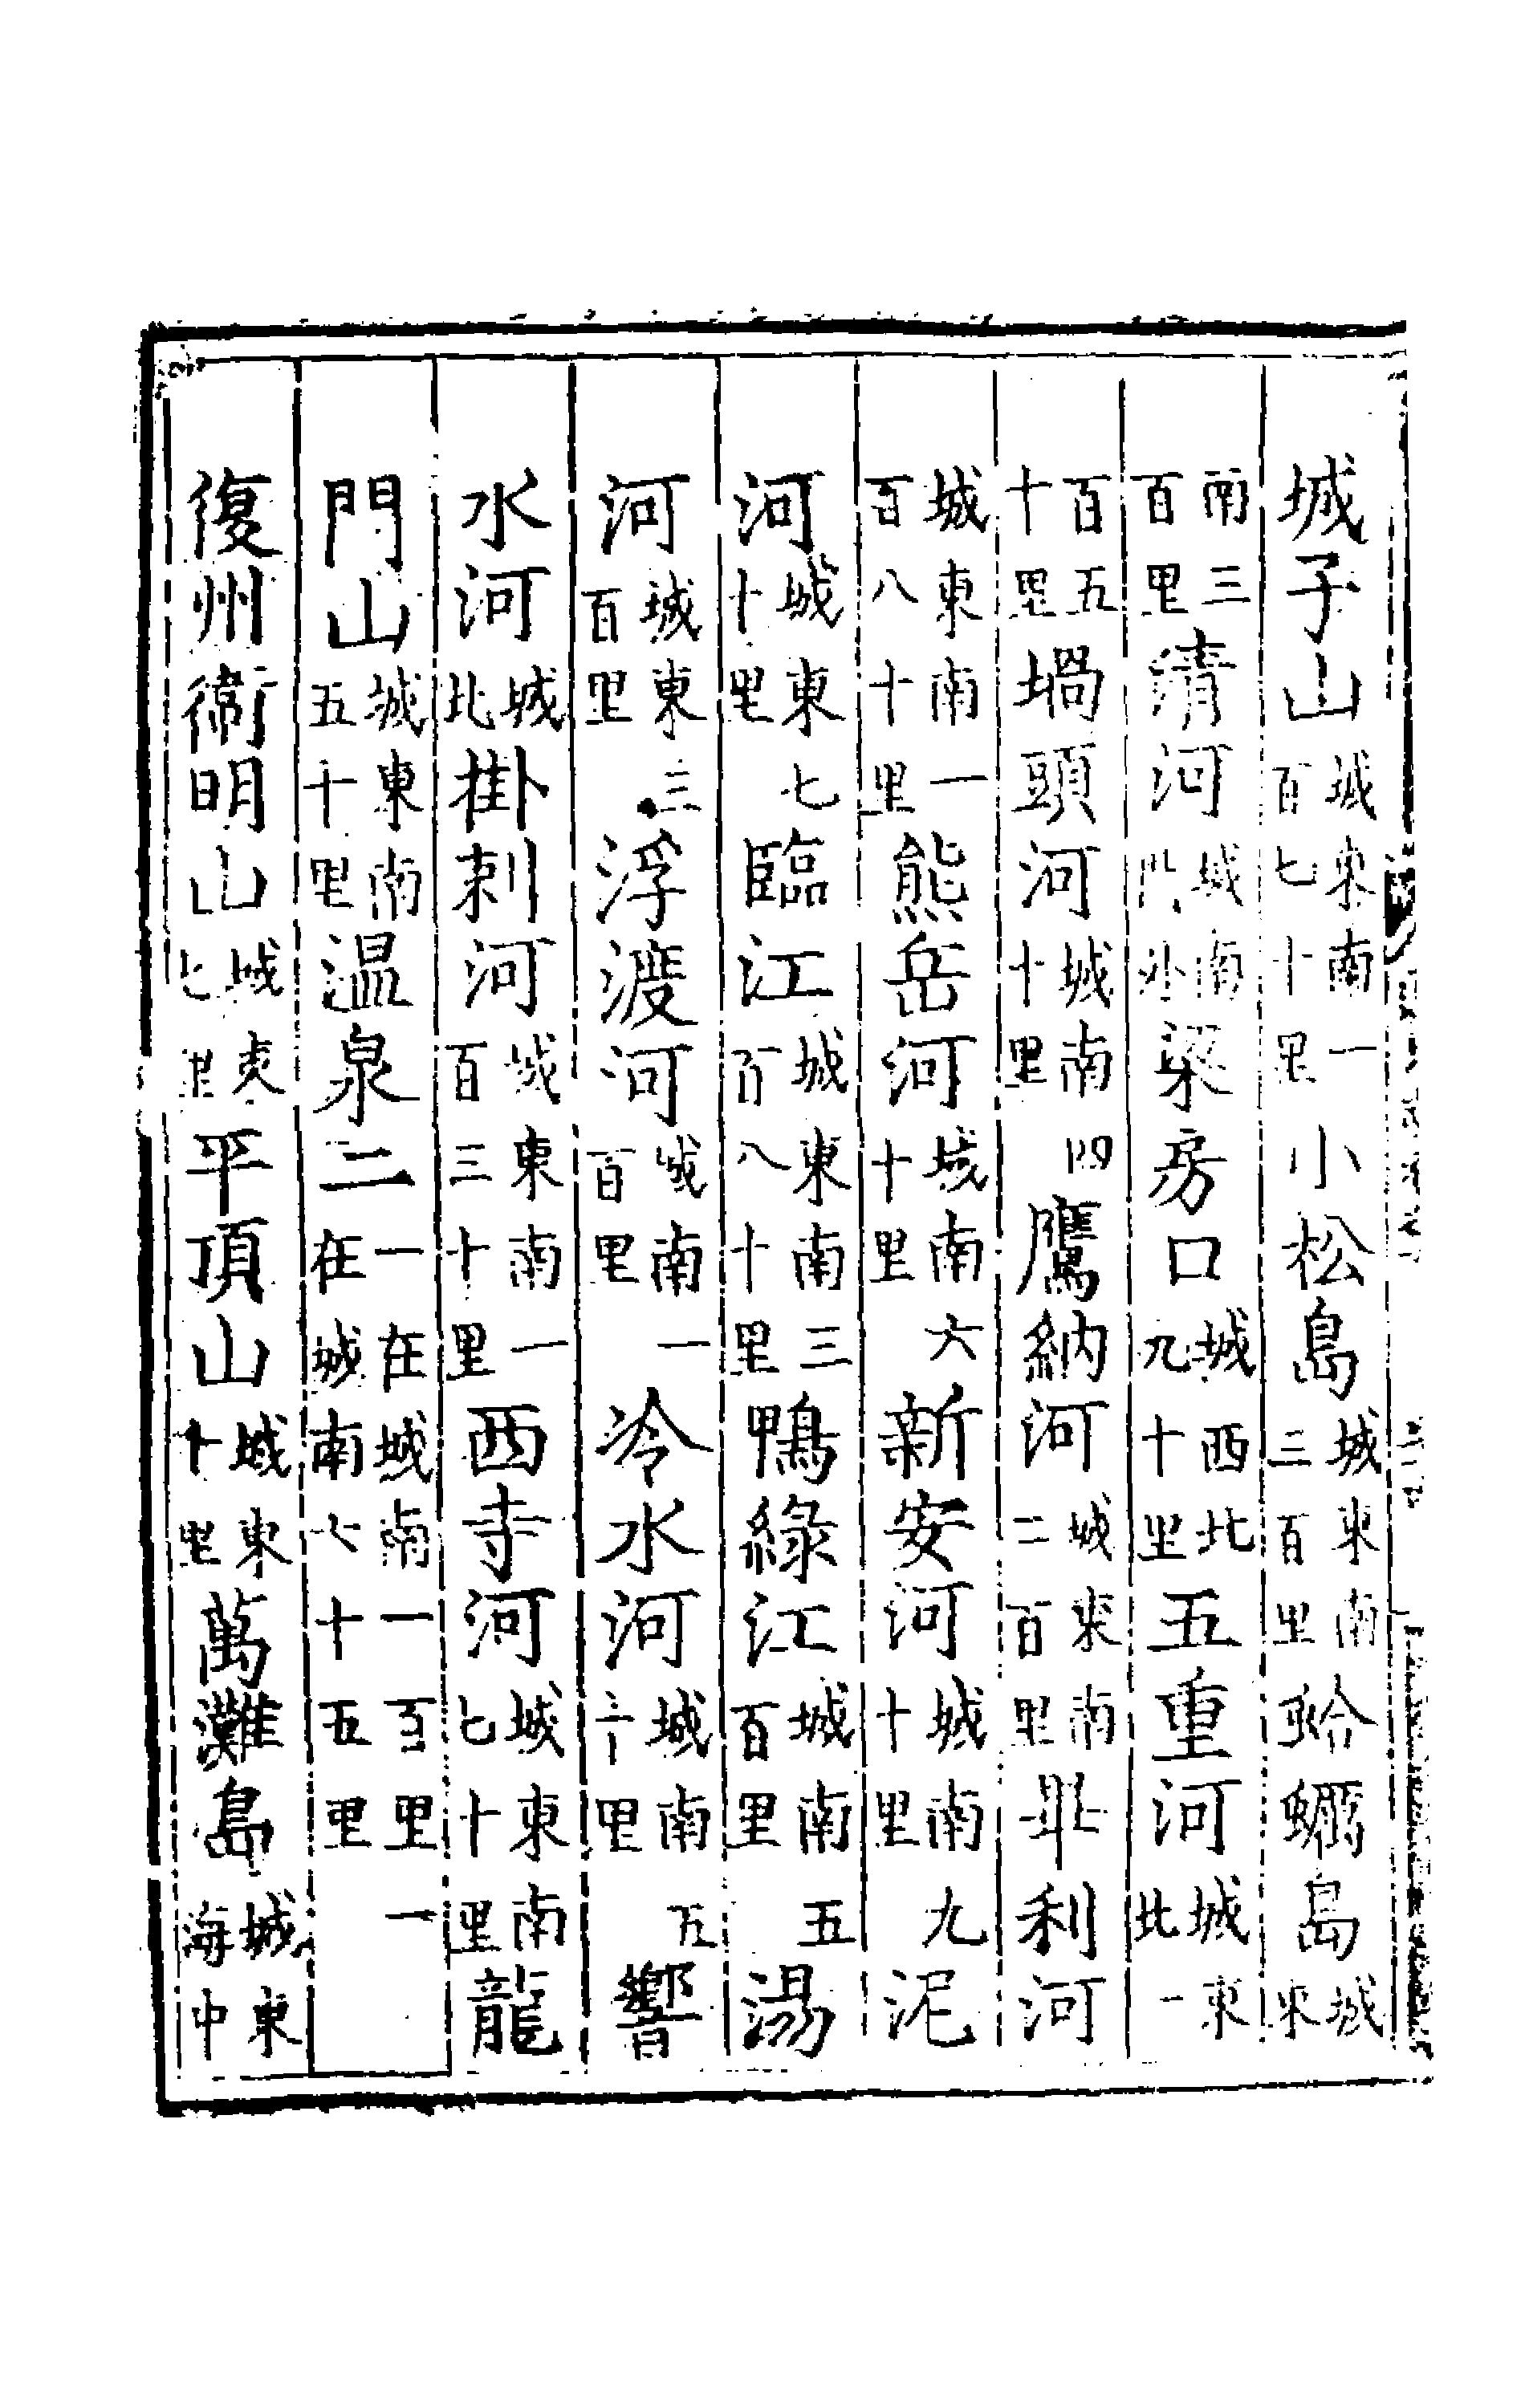 城子山城東南一百七十里小松島城東南三百里蛤蠣島城東
南三百里清河城南門外梁房口城西北九十里五重河城東北一
百五十里堝頭河城南四十里鷹納河城東南二百里畢利河
城東南一百八十里熊岳河城南六十里新安河城南九十里泥
河城東七十里臨江城東南三百八十里鴨綠江城南五百里湯
河城東三百里浮渡河城南一百里冷水河城南五十里響
水河城北掛剌河城東南一百三十里西寺河城東南七十里龍
門山城東南五十里温泉二一在城南一百里一在城南七十五里
復州衛明山城東七里平頂山城東十里萬灘島城東海中